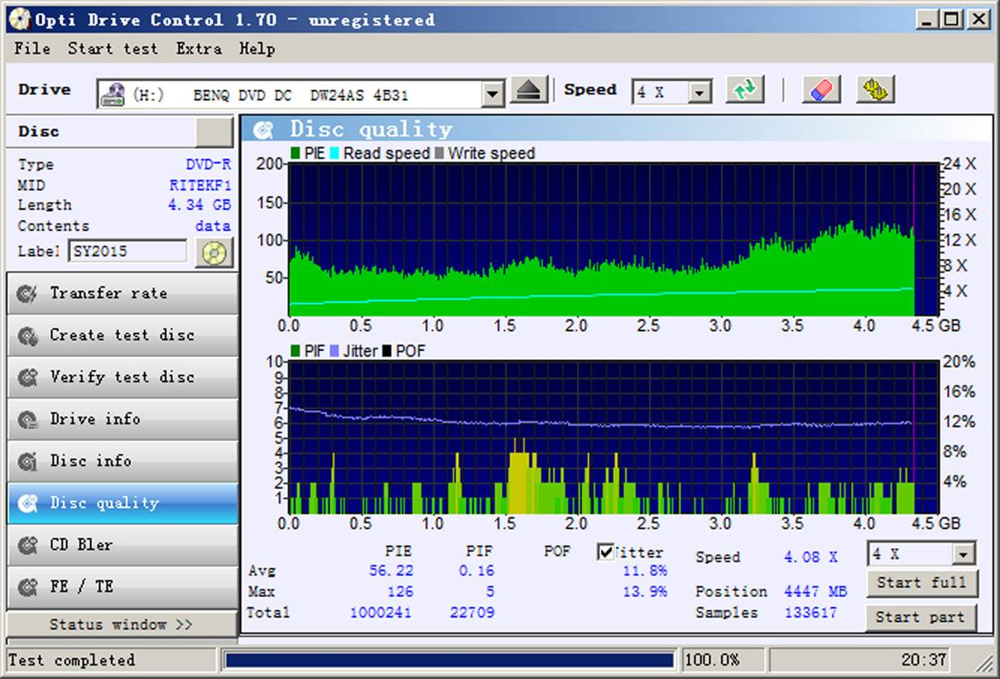 Opti Drive Control 1.70 - unregistered
File Start test Extra Help
Drive (H:) BENQ DVD DC DW24AS 4B31 Speed 4 X
Disc
Type DVD-R
MID RITEKF1
Length 4.34 GB
Contents data
Label SY2015
Transfer rate
Create test disc
Verify test disc
Drive info
Disc info
Disc quality
CD Bler
FE / TE
Status window >>
Disc quality
PIE Read speed Write speed
200 24 X
20 X
150 16 X
100 12 X
8 X
50 4 X
0.0 0.5 1.0 1.5 2.0 2.5 3.0 3.5 4.0 4.5 GB
PIF Jitter POF
10 20%
9
8 16%
7
6 12%
5
4 8%
3
2 4%
1
0.0 0.5 1.0 1.5 2.0 2.5 3.0 3.5 4.0 4.5 GB
PIE PIF POF itter
Avg 56.22 0.16 11.8%
Max 126 5 13.9%
Total 1000241 22709
Speed 4.08 X
Position 4447 MB
Samples 133617
4 X
Start full
Start part
Test completed 100.0% 20:37